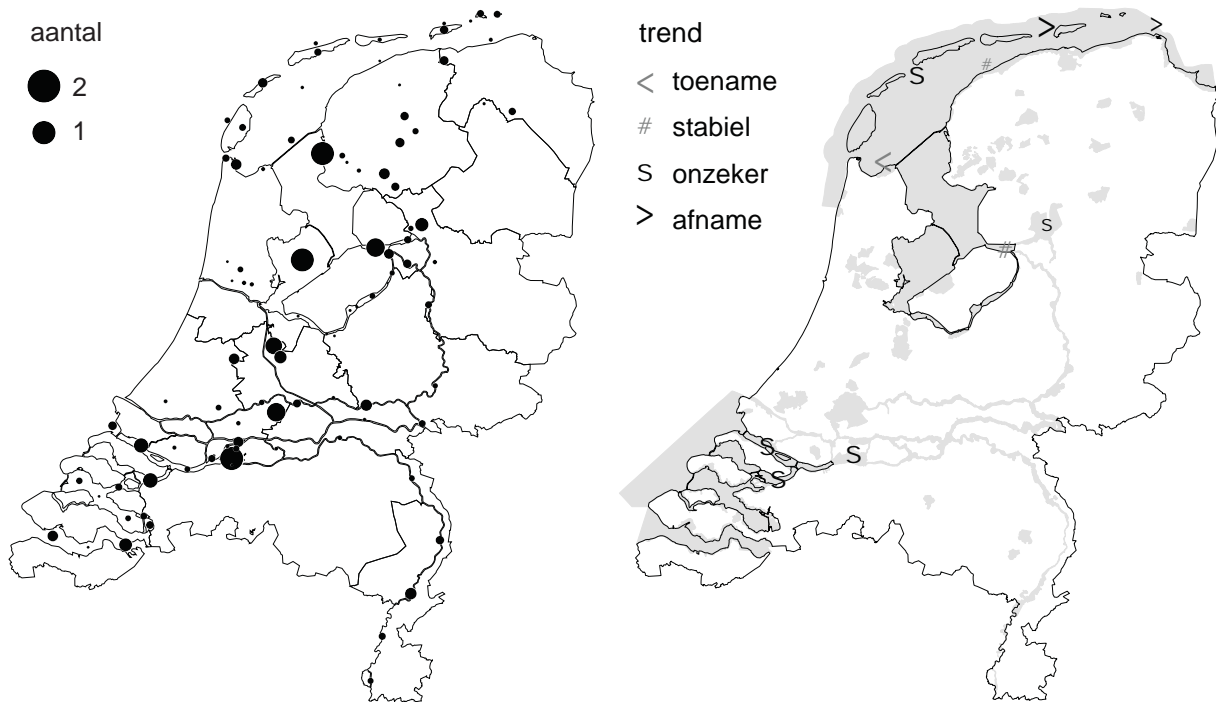 aantal
2
1
trend
< toename
# stabiel
S onzeker
> afname
>
>
S
#
<
S
#
S
S
S